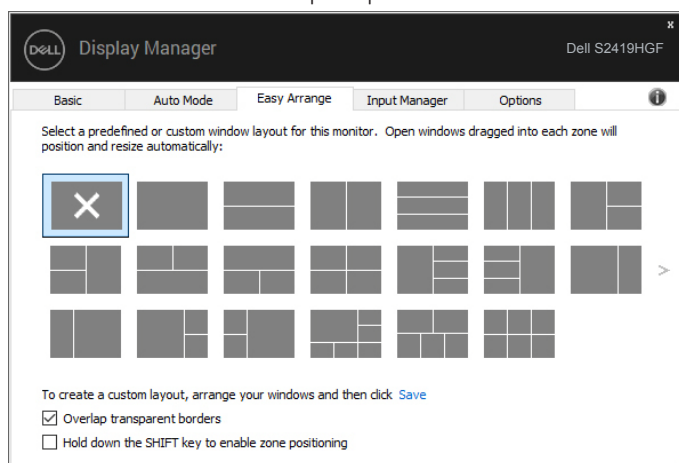 x
DELL Display Manager
Dell S2419HGF
Basic Auto Mode Easy Arrange Input Manager Options
Select a predefined or custom window layout for this monitor. Open windows dragged into each zone will
position and resize automatically:
>
To create a custom layout, arrange your windows and then click Save
Overlap transparent borders
Hold down the SHIFT key to enable zone positioning